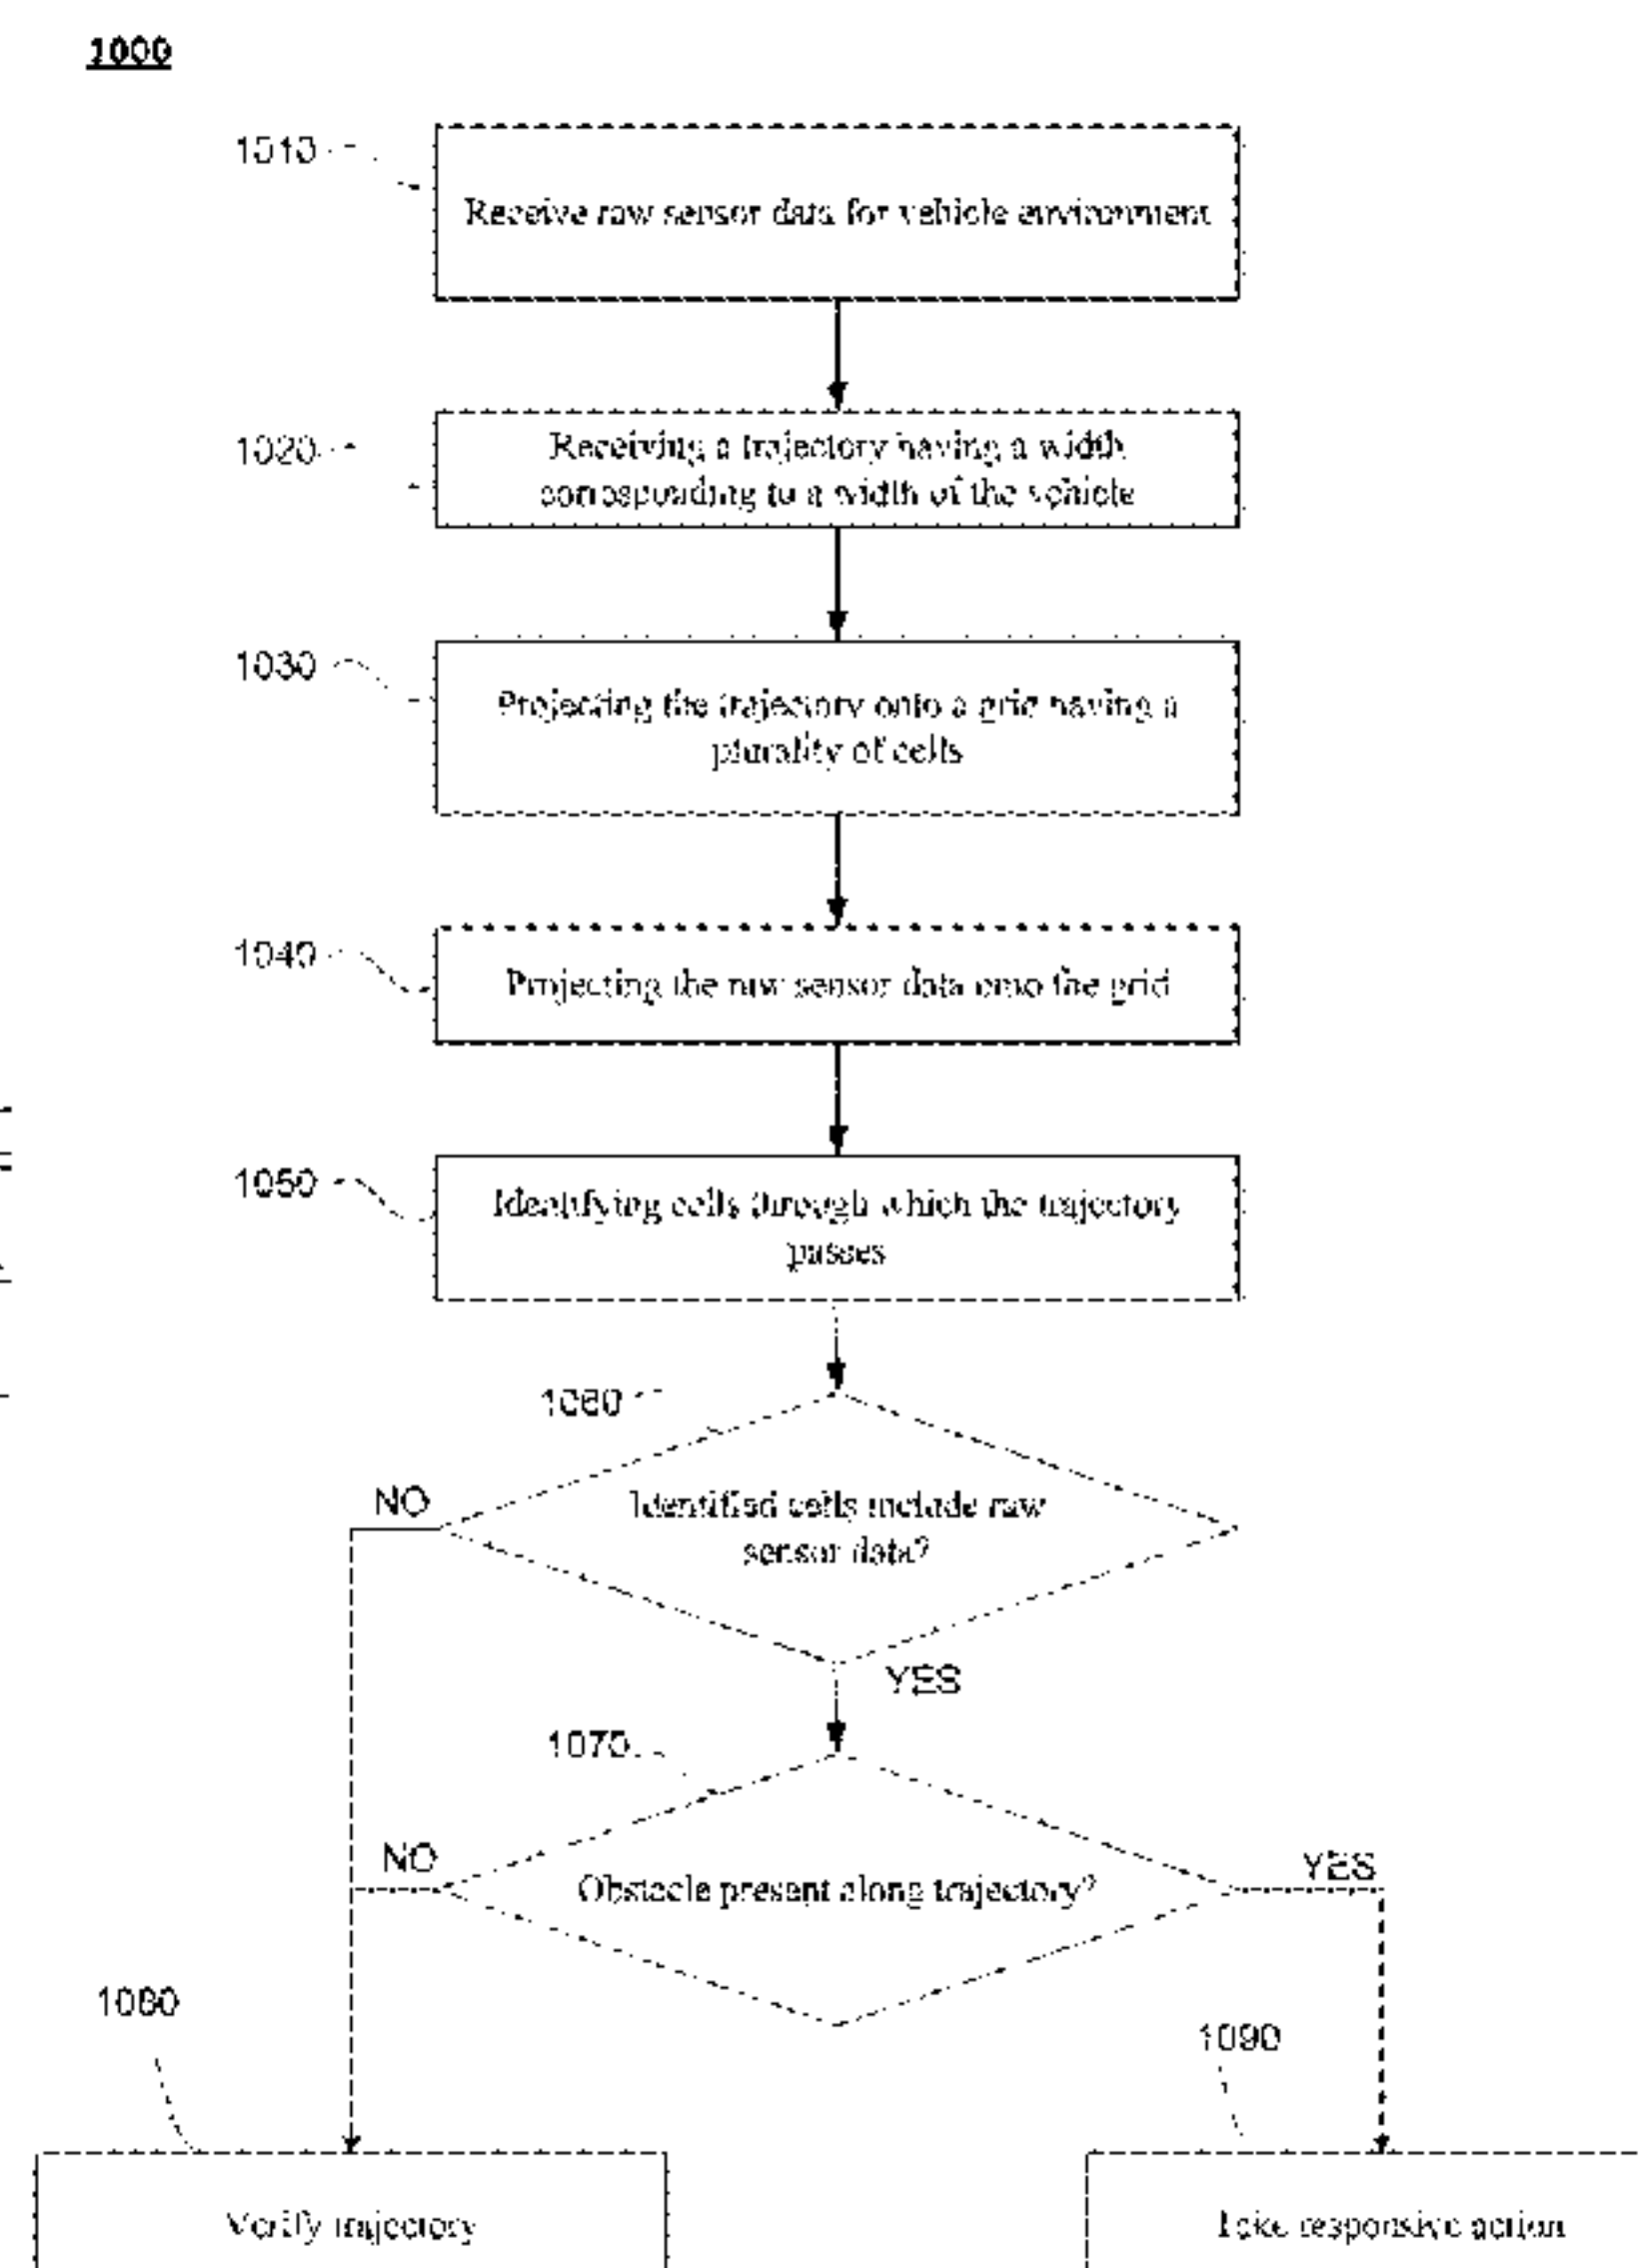 1000
1010
Receive raw sensor data for vehicle environment
1020
Receiving a trajectory having a width
corresponding to a width of the vehicle
1030
Projecting the trajectory onto a grid having a
plurality of cells
1040
Projecting the raw sensor data onto the grid
1050
Identifying cells through which the trajectory
passes
1060
NO
Identified cells include raw
sensor data?
YES
1070
NO
Obstacle present along trajectory?
YES
1080
1090
Verify trajectory
Take responsive action